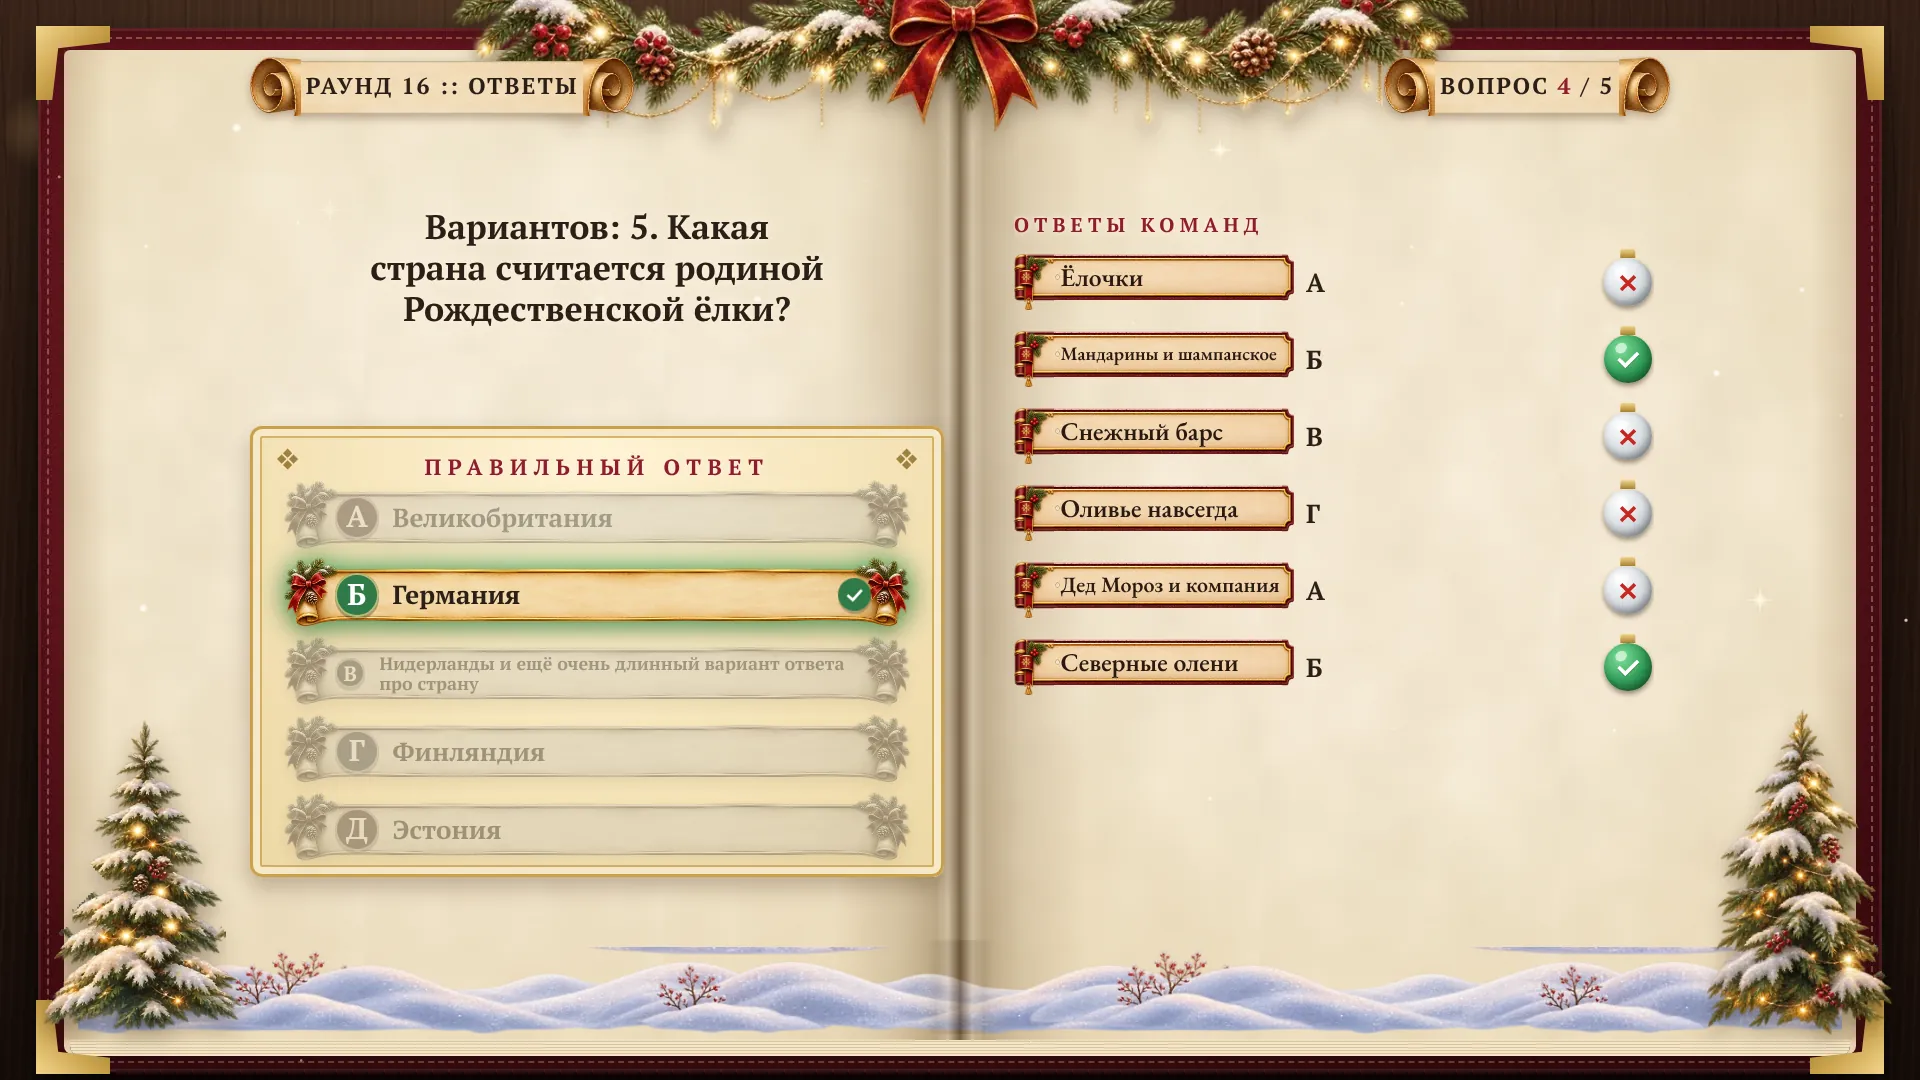 РАУНД 16 :: ОТВЕТЫ
ВОПРОС 4 / 5
Вариантов: 5. Какая
страна считается родиной
Рождественской ёлки?
ПРАВИЛЬНЫЙ ОТВЕТ
А Великобритания
Б Германия
В Нидерланды и ещё очень длинный вариант ответа
про страну
Г Финляндия
Д Эстония
ОТВЕТЫ КОМАНД
Ёлочки А
Мандарины и шампанское Б
Снежный барс В
Оливье навсегда Г
Дед Мороз и компания А
Северные олени Б